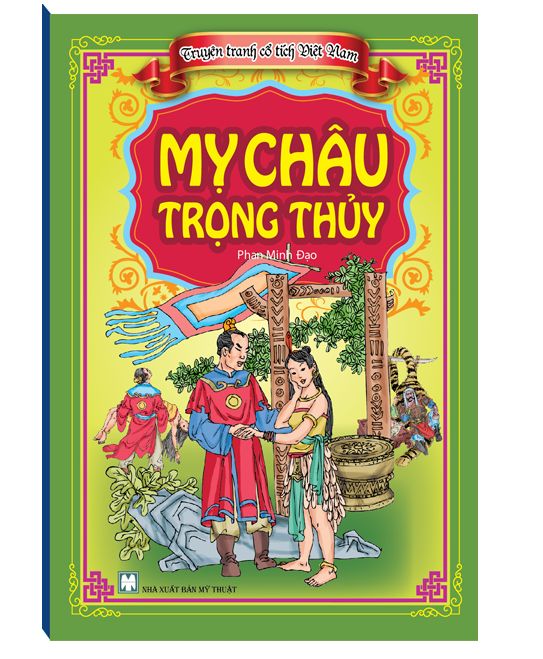 Truyện tranh cổ tích Việt Nam
MỴ CHÂU
TRỌNG THỦY
Phan Minh Đạo
NHÀ XUẤT BẢN MỸ THUẬT